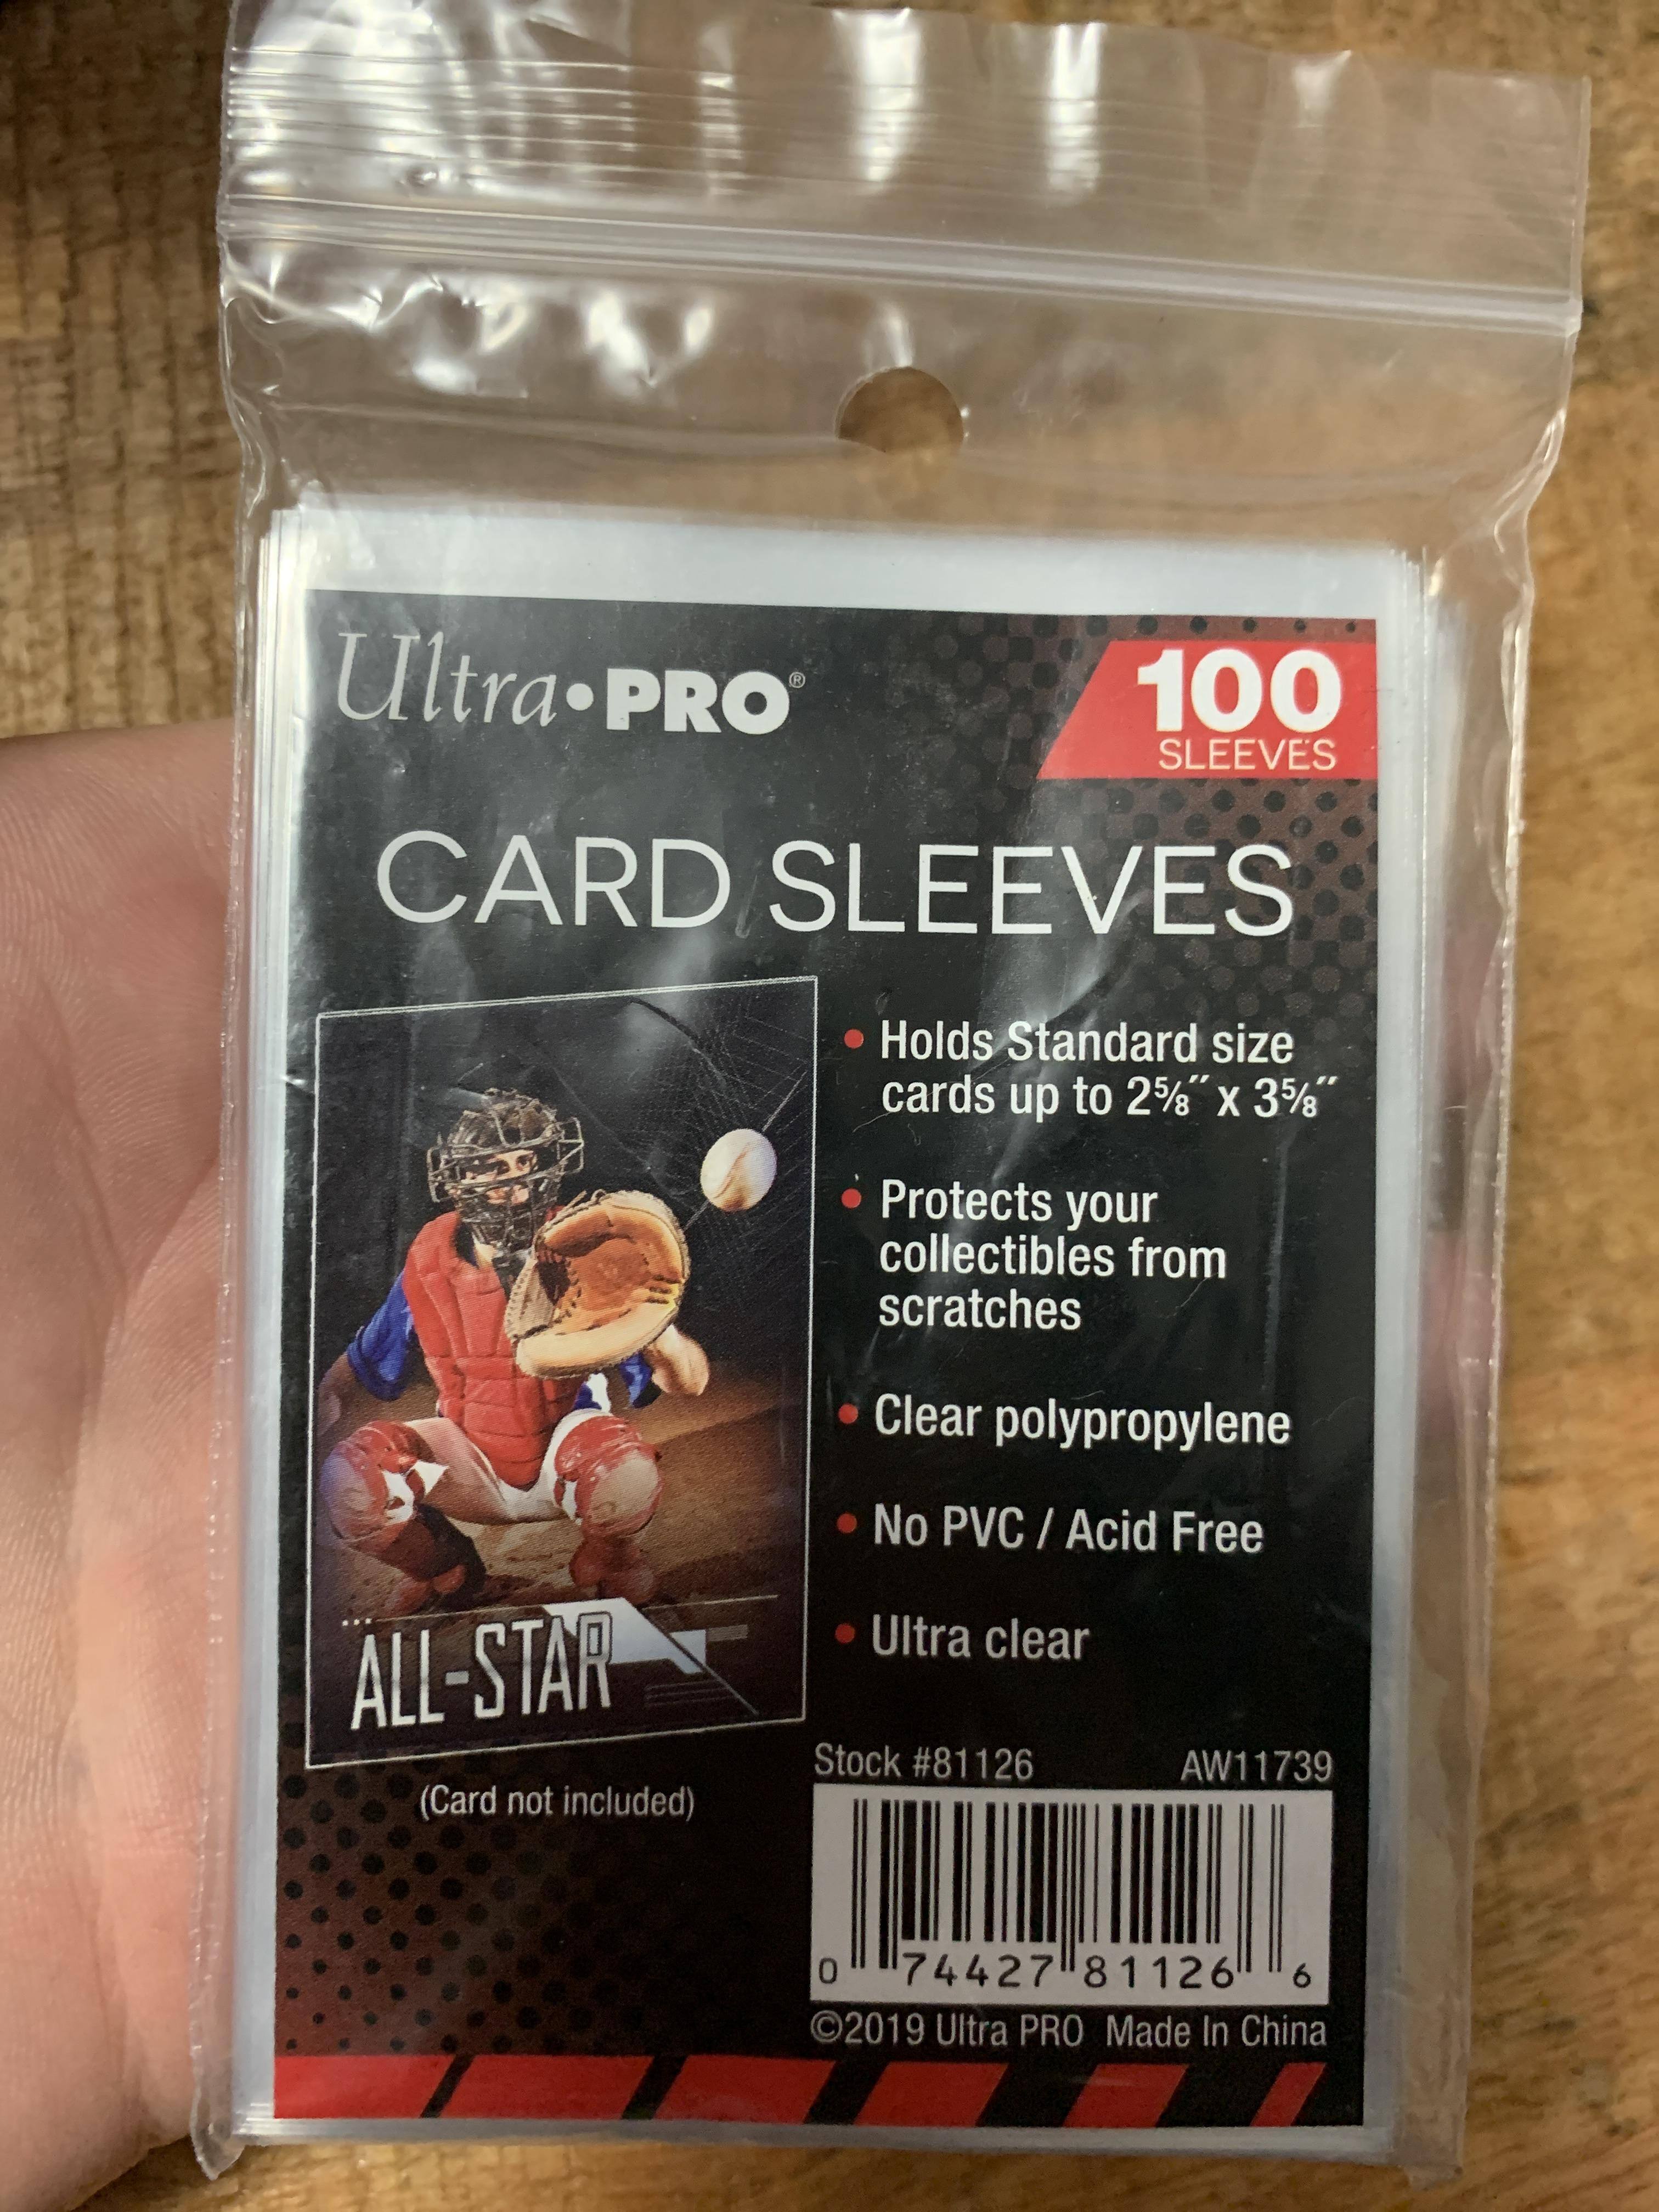 Ultra•PRO®
100
SLEEVES
CARD SLEEVES
• Holds Standard size
cards up to 2⅝″ x 3⅝″
• Protects your
collectibles from
scratches
• Clear polypropylene
• No PVC / Acid Free
• Ultra clear
ALL-STAR
(Card not included)
Stock #81126 AW11739
0 74427 81126 6
©2019 Ultra PRO Made In China